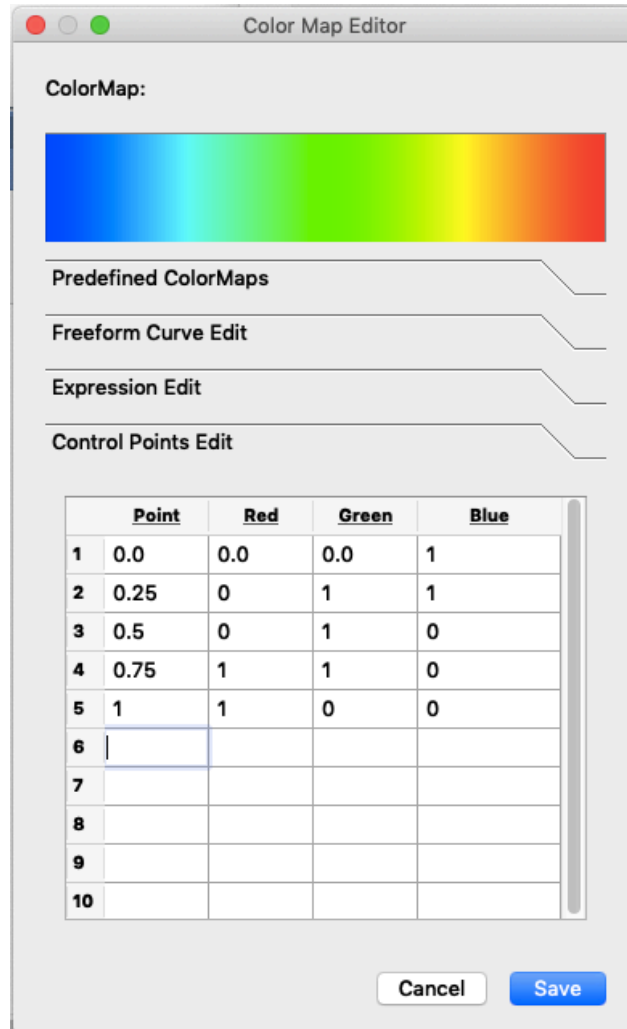 Color Map Editor
ColorMap:
Predefined ColorMaps
Freeform Curve Edit
Expression Edit
Control Points Edit
Point Red Green Blue
1 0.0 0.0 0.0 1
2 0.25 0 1 1
3 0.5 0 1 0
4 0.75 1 1 0
5 1 1 0 0
6
7
8
9
10
Cancel Save